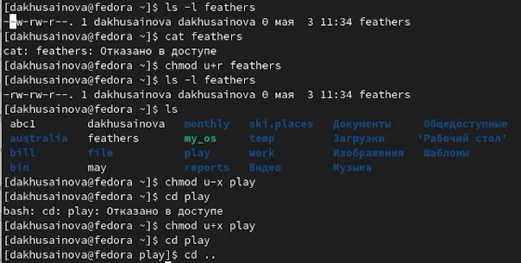 [dakhusainova@fedora ~]$ ls -l feathers
--w-rw-r--. 1 dakhusainova dakhusainova 0 мая  3 11:34 feathers
[dakhusainova@fedora ~]$ cat feathers
cat: feathers: Отказано в доступе
[dakhusainova@fedora ~]$ chmod u+r feathers
[dakhusainova@fedora ~]$ ls -l feathers
-rw-rw-r--. 1 dakhusainova dakhusainova 0 мая  3 11:34 feathers
[dakhusainova@fedora ~]$ ls
abc1 dakhusainova monthly ski.places Документы Общедоступные
australia feathers my_os temp Загрузки 'Рабочий стол'
bill file play work Изображения Шаблоны
bin may reports Видео Музыка
[dakhusainova@fedora ~]$ chmod u-x play
[dakhusainova@fedora ~]$ cd play
bash: cd: play: Отказано в доступе
[dakhusainova@fedora ~]$ chmod u+x play
[dakhusainova@fedora ~]$ cd play
[dakhusainova@fedora play]$ cd ..